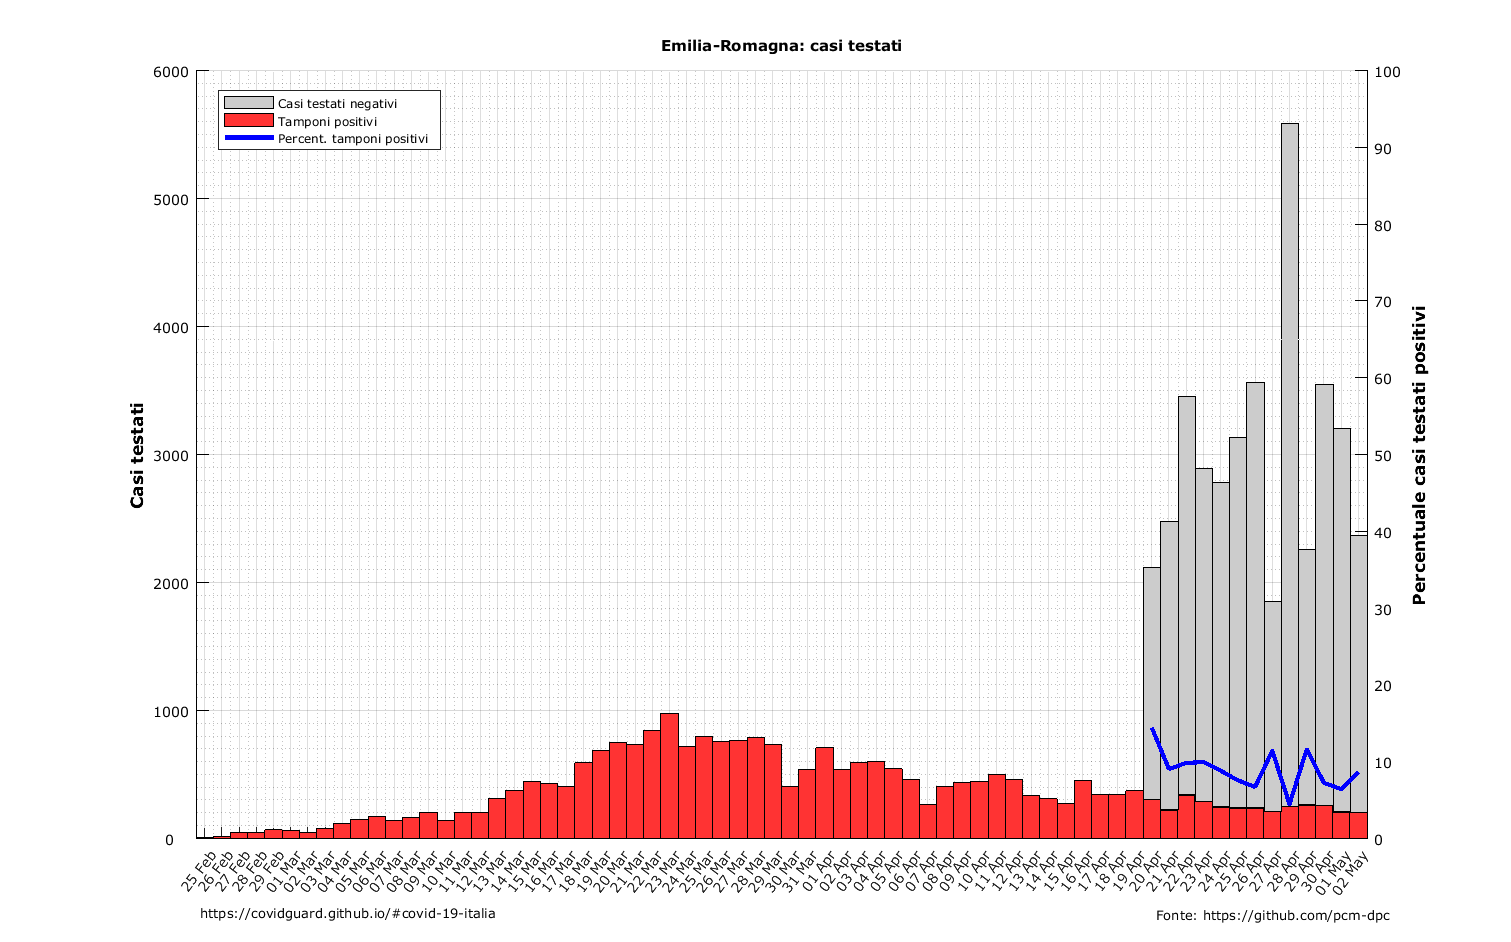 Emilia-Romagna: casi testati
6000
5000
4000
3000
2000
1000
0
Casi testati
Casi testati negativi
Tamponi positivi
Percent. tamponi positivi
100
90
80
70
60
50
40
30
20
10
0
Percentuale casi testati positivi
25 Feb
26 Feb
27 Feb
28 Feb
29 Feb
01 Mar
02 Mar
03 Mar
04 Mar
05 Mar
06 Mar
07 Mar
08 Mar
09 Mar
10 Mar
11 Mar
12 Mar
13 Mar
14 Mar
15 Mar
16 Mar
17 Mar
18 Mar
19 Mar
20 Mar
21 Mar
22 Mar
23 Mar
24 Mar
25 Mar
26 Mar
27 Mar
28 Mar
29 Mar
30 Mar
31 Mar
01 Apr
02 Apr
03 Apr
04 Apr
05 Apr
06 Apr
07 Apr
08 Apr
09 Apr
10 Apr
11 Apr
12 Apr
13 Apr
14 Apr
15 Apr
16 Apr
17 Apr
18 Apr
19 Apr
20 Apr
21 Apr
22 Apr
23 Apr
24 Apr
25 Apr
26 Apr
27 Apr
28 Apr
29 Apr
30 Apr
01 May
02 May
https://covidguard.github.io/#covid-19-italia
Fonte: https://github.com/pcm-dpc